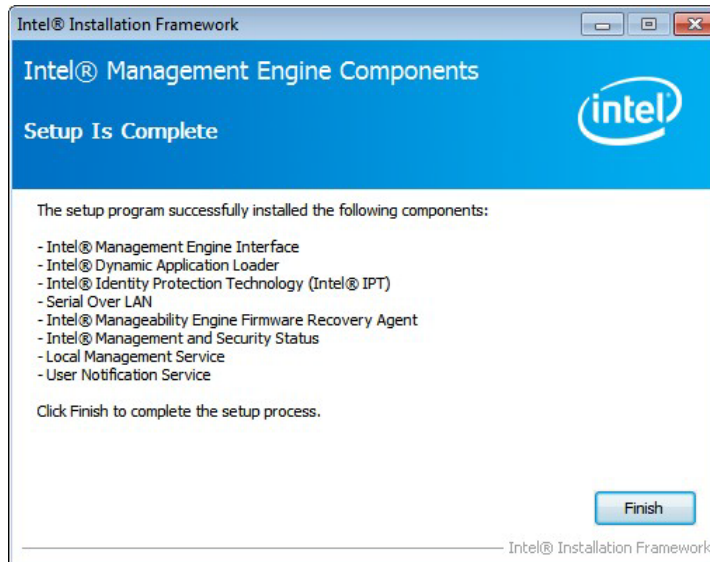 Intel® Installation Framework
Intel® Management Engine Components
Setup Is Complete
intel®
The setup program successfully installed the following components:
- Intel® Management Engine Interface
- Intel® Dynamic Application Loader
- Intel® Identity Protection Technology (Intel® IPT)
- Serial Over LAN
- Intel® Manageability Engine Firmware Recovery Agent
- Intel® Management and Security Status
- Local Management Service
- User Notification Service
Click Finish to complete the setup process.
Finish
Intel® Installation Framework